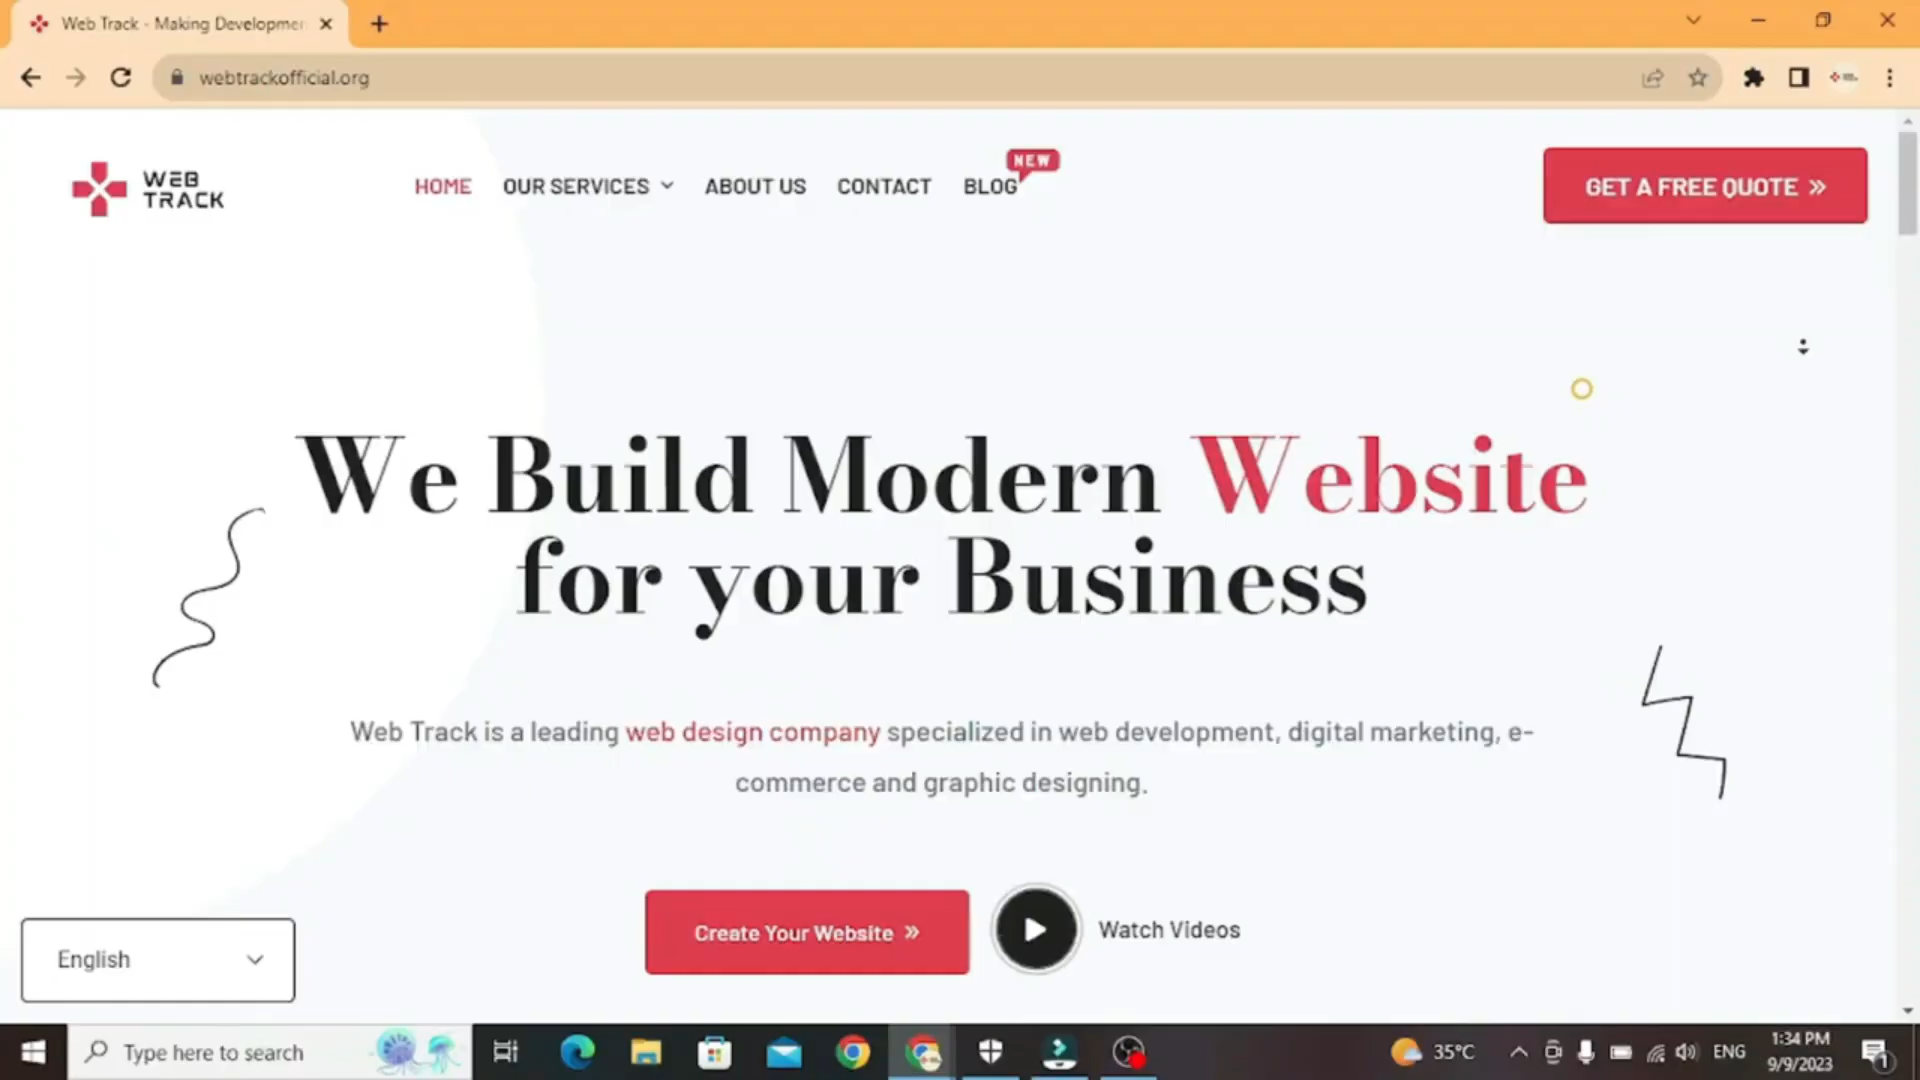 Web Track - Making Developmen
webtrackofficial.org
WEB
TRACK
HOME
OUR SERVICES
ABOUT US
CONTACT
BLOG
NEW
GET A FREE QUOTE »
We Build Modern Website
for your Business
Web Track is a leading web design company specialized in web development, digital marketing, e-
commerce and graphic designing.
Create Your Website »
Watch Videos
English
Type here to search
35°C
ENG
1:34 PM
9/9/2023
1